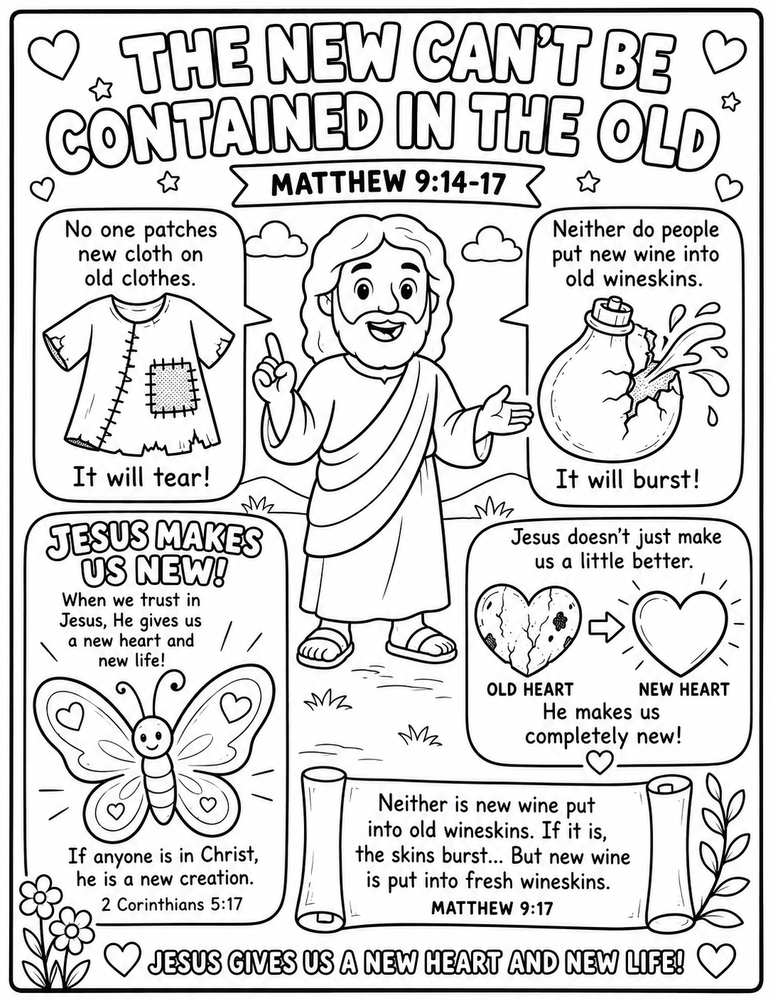 THE NEW CAN'T BE
CONTAINED IN THE OLD
MATTHEW 9:14-17
No one patches
new cloth on
old clothes.
It will tear!
Neither do people
put new wine into
old wineskins.
It will burst!
JESUS MAKES
US NEW!
When we trust in
Jesus, He gives us
a new heart and
new life!
If anyone is in Christ,
he is a new creation.
2 Corinthians 5:17
Jesus doesn't just make
us a little better.
OLD HEART
NEW HEART
He makes us
completely new!
Neither is new wine put
into old wineskins. If it is,
the skins burst... But new wine
is put into fresh wineskins.
MATTHEW 9:17
JESUS GIVES US A NEW HEART AND NEW LIFE!